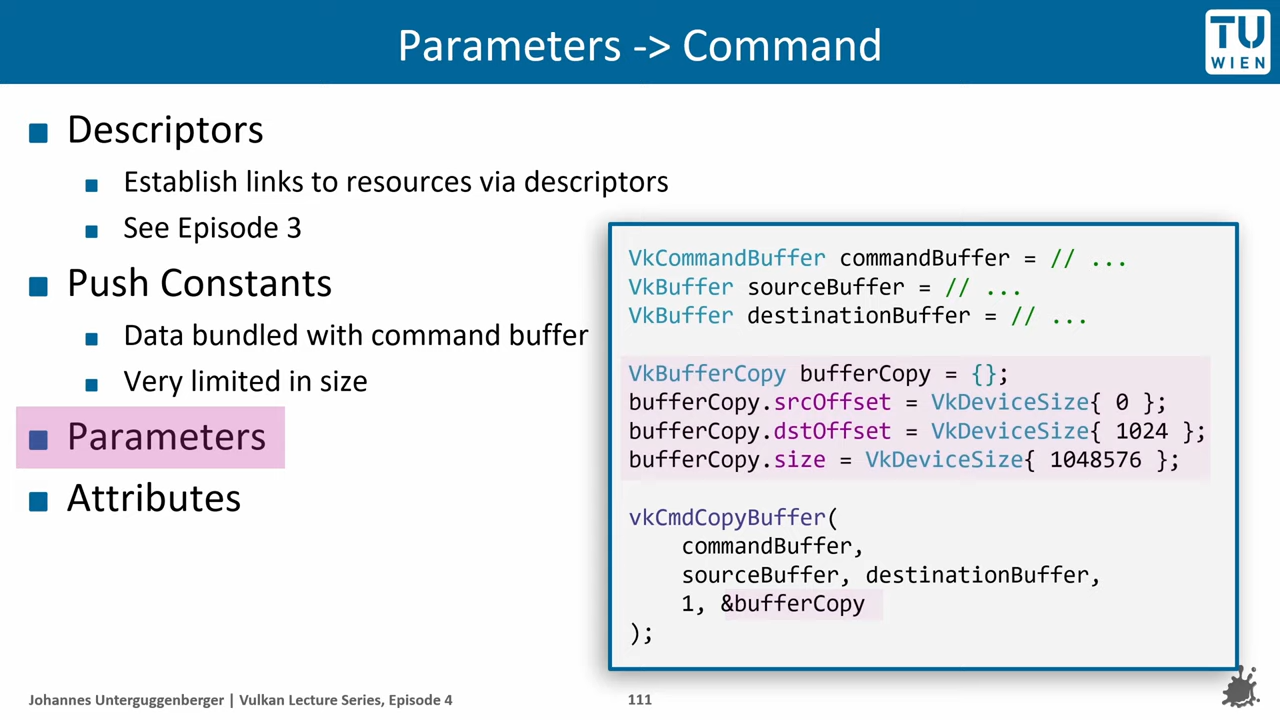 Parameters -> Command
TU
WIEN
Descriptors
Establish links to resources via descriptors
See Episode 3
Push Constants
Data bundled with command buffer
Very limited in size
Parameters
Attributes
VkCommandBuffer commandBuffer = // ...
VkBuffer sourceBuffer = // ...
VkBuffer destinationBuffer = // ...
VkBufferCopy bufferCopy = {};
bufferCopy.srcOffset = VkDeviceSize{ 0 };
bufferCopy.dstOffset = VkDeviceSize{ 1024 };
bufferCopy.size = VkDeviceSize{ 1048576 };
vkCmdCopyBuffer(
commandBuffer,
sourceBuffer, destinationBuffer,
1, &bufferCopy
);
Johannes Unterguggenberger | Vulkan Lecture Series, Episode 4
111